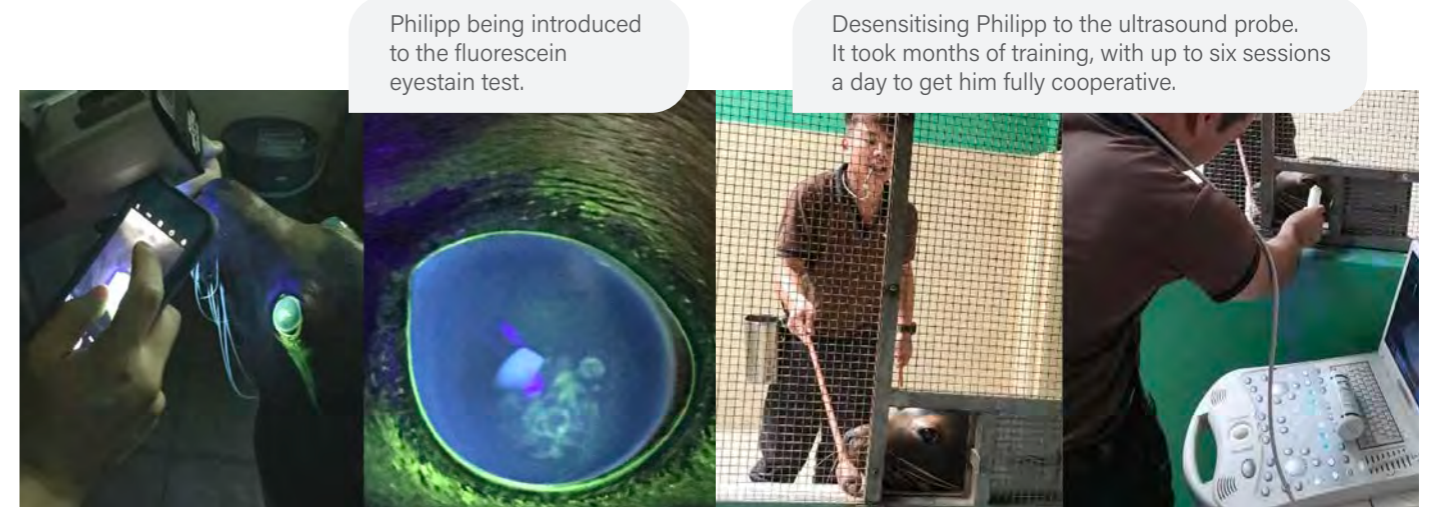 Philipp being introduced
to the fluorescein
eyestain test.
Desensitising Philipp to the ultrasound probe.
It took months of training, with up to six sessions
a day to get him fully cooperative.